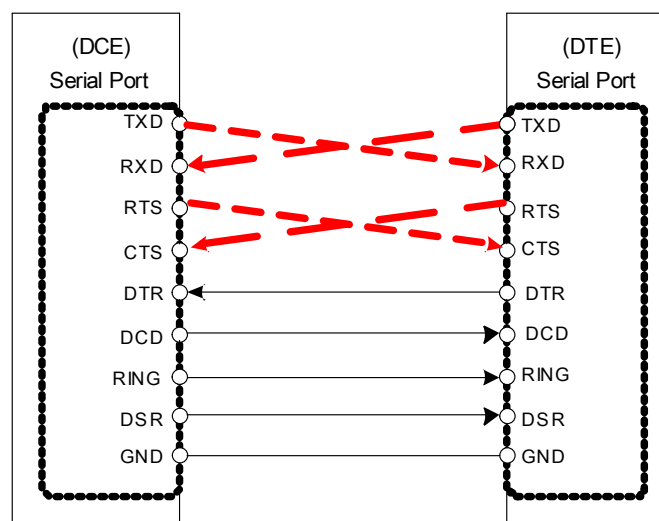 (DCE)
Serial Port
TXD
RXD
RTS
CTS
DTR
DCD
RING
DSR
GND
(DTE)
Serial Port
TXD
RXD
RTS
CTS
DTR
DCD
RING
DSR
GND